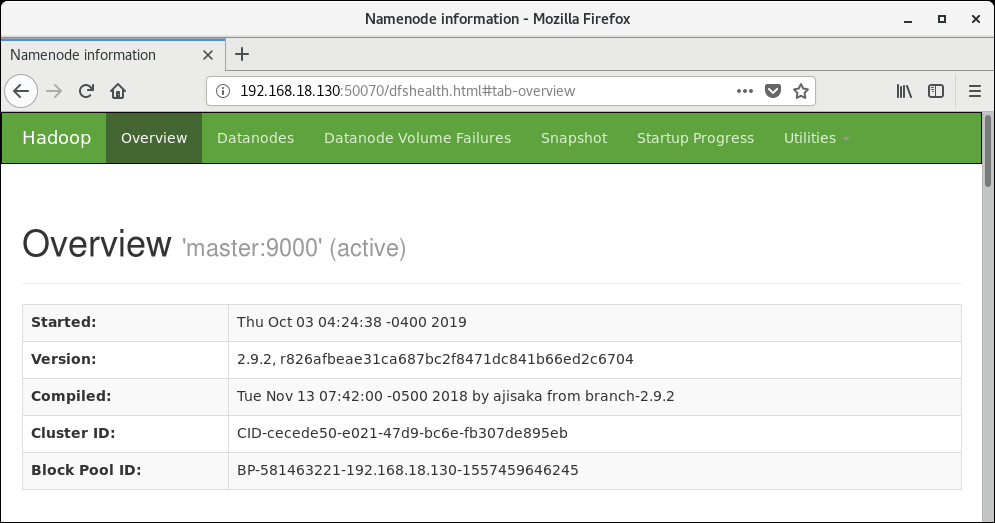 Namenode information - Mozilla Firefox
Namenode information
192.168.18.130:50070/dfshealth.html#tab-overview
Hadoop Overview Datanodes Datanode Volume Failures Snapshot Startup Progress Utilities
Overview 'master:9000' (active)
Started: Thu Oct 03 04:24:38 -0400 2019
Version: 2.9.2, r826afbeae31ca687bc2f8471dc841b66ed2c6704
Compiled: Tue Nov 13 07:42:00 -0500 2018 by ajisaka from branch-2.9.2
Cluster ID: CID-cecede50-e021-47d9-bc6e-fb307de895eb
Block Pool ID: BP-581463221-192.168.18.130-1557459646245